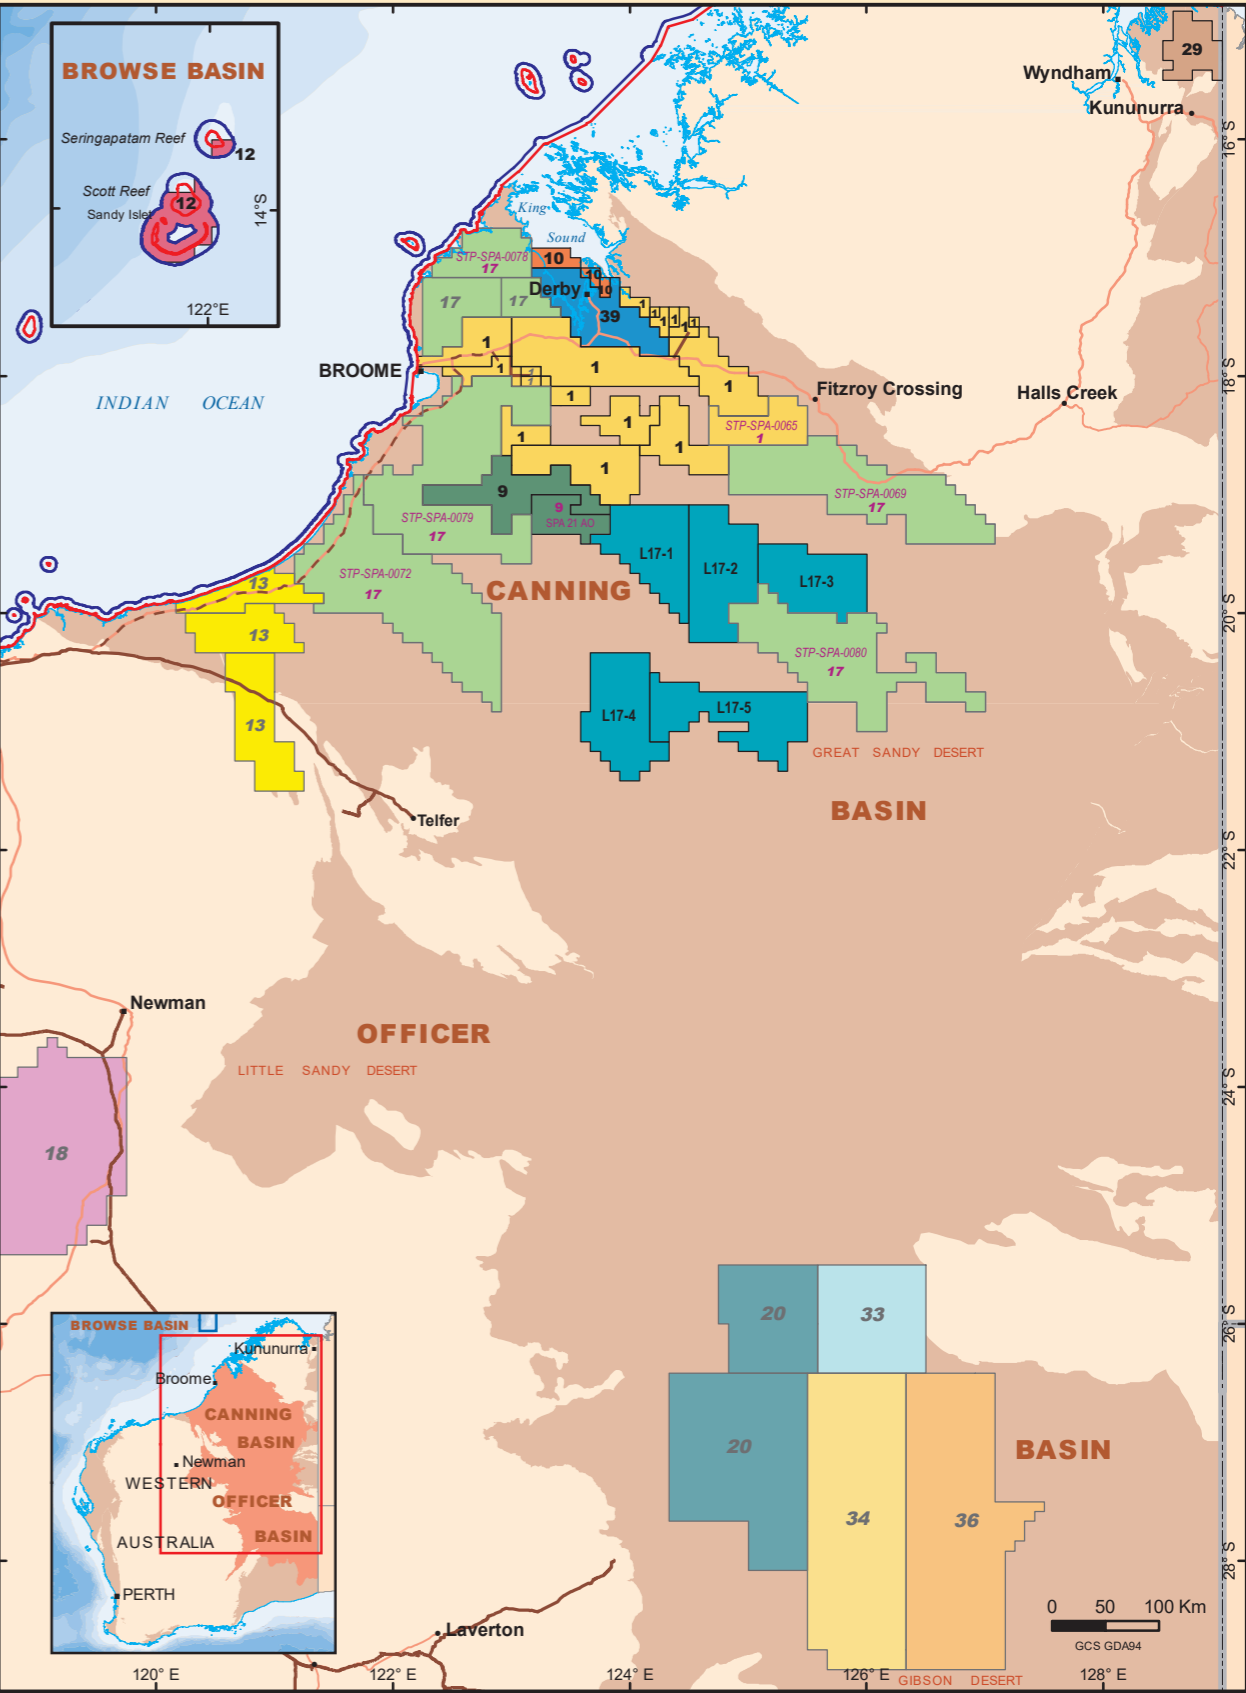 BROWSE BASIN
Seringapatam Reef
12
Scott Reef
12
Sandy Islet
14°S
122°E
29
Wyndham
Kununurra
16°S
King
Sound
STP-SPA-0078
17
10
10
10
Derby
39
17
17
1
1
1
1
1
1
1
1
1
1
1
BROOME
1
1
18°S
INDIAN OCEAN
Fitzroy Crossing
Halls Creek
1
1
1
STP-SPA-0065
1
1
1
9
9
SPA 21 AO
STP-SPA-0069
17
STP-SPA-0079
17
L17-1
L17-2
L17-3
STP-SPA-0072
17
CANNING
13
20°S
13
STP-SPA-0080
17
L17-4
L17-5
13
GREAT SANDY DESERT
BASIN
Telfer
22°S
Newman
OFFICER
LITTLE SANDY DESERT
24°S
18
20
33
26°S
BROWSE BASIN
Kununurra
Broome
CANNING
BASIN
Newman
WESTERN
OFFICER
BASIN
AUSTRALIA
PERTH
20
BASIN
34
36
28°S
0 50 100 Km
GCS GDA94
Laverton
120° E
122° E
124° E
126° E
128° E
GIBSON DESERT